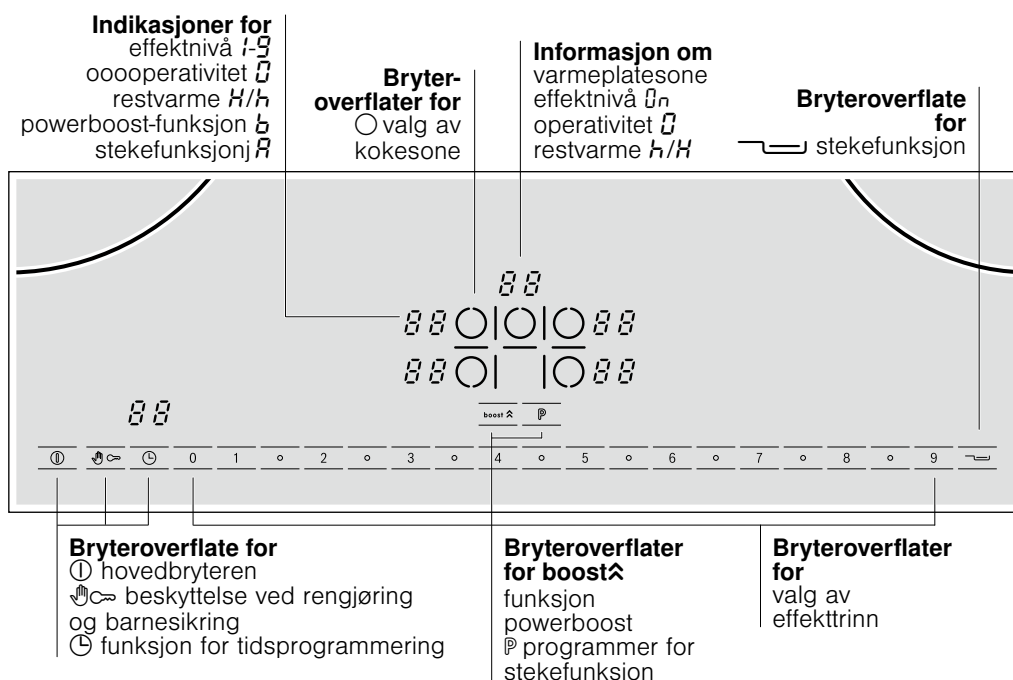 Indikasjoner for
effektnivå 1-9
ooooperativitet 0
restvarme H/h
powerboost-funksjon b
stekefunksjonj A
Bryter-
overflater for
valg av
kokesone
Informasjon om
varmeplatesone
effektnivå 0n
operativitet 0
restvarme h/H
Bryteroverflate
for
stekefunksjon
88
88 88
88 88
88
boost P
0 1 2 3 4 5 6 7 8 9
Bryteroverflate for
hovedbryteren
beskyttelse ved rengjøring
og barnesikring
funksjon for tidsprogrammering
Bryteroverflater
for boost
funksjon
powerboost
P programmer for
stekefunksion
Bryteroverflater
for
valg av
effekttrinn